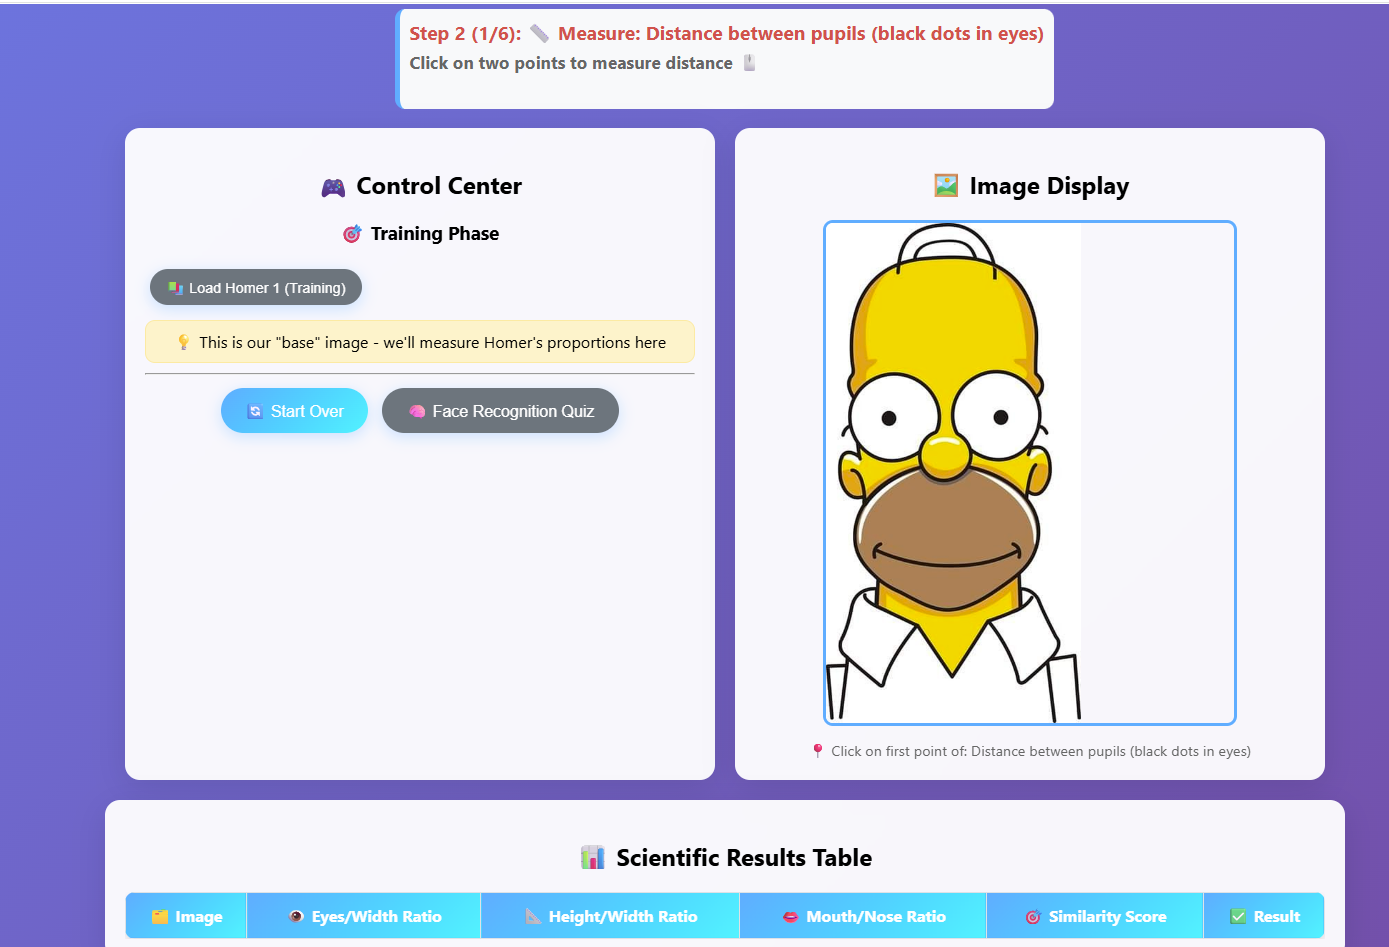 Step 2 (1/6): 📏 Measure: Distance between pupils (black dots in eyes)
Click on two points to measure distance 🖱️
🎮 Control Center
🎯 Training Phase
Load Homer 1 (Training)
💡 This is our "base" image - we'll measure Homer's proportions here
🔄 Start Over
🧠 Face Recognition Quiz
🖼️ Image Display
📍 Click on first point of: Distance between pupils (black dots in eyes)
📊 Scientific Results Table
🗂️ Image
👁️ Eyes/Width Ratio
📐 Height/Width Ratio
👄 Mouth/Nose Ratio
🎯 Similarity Score
✅ Result